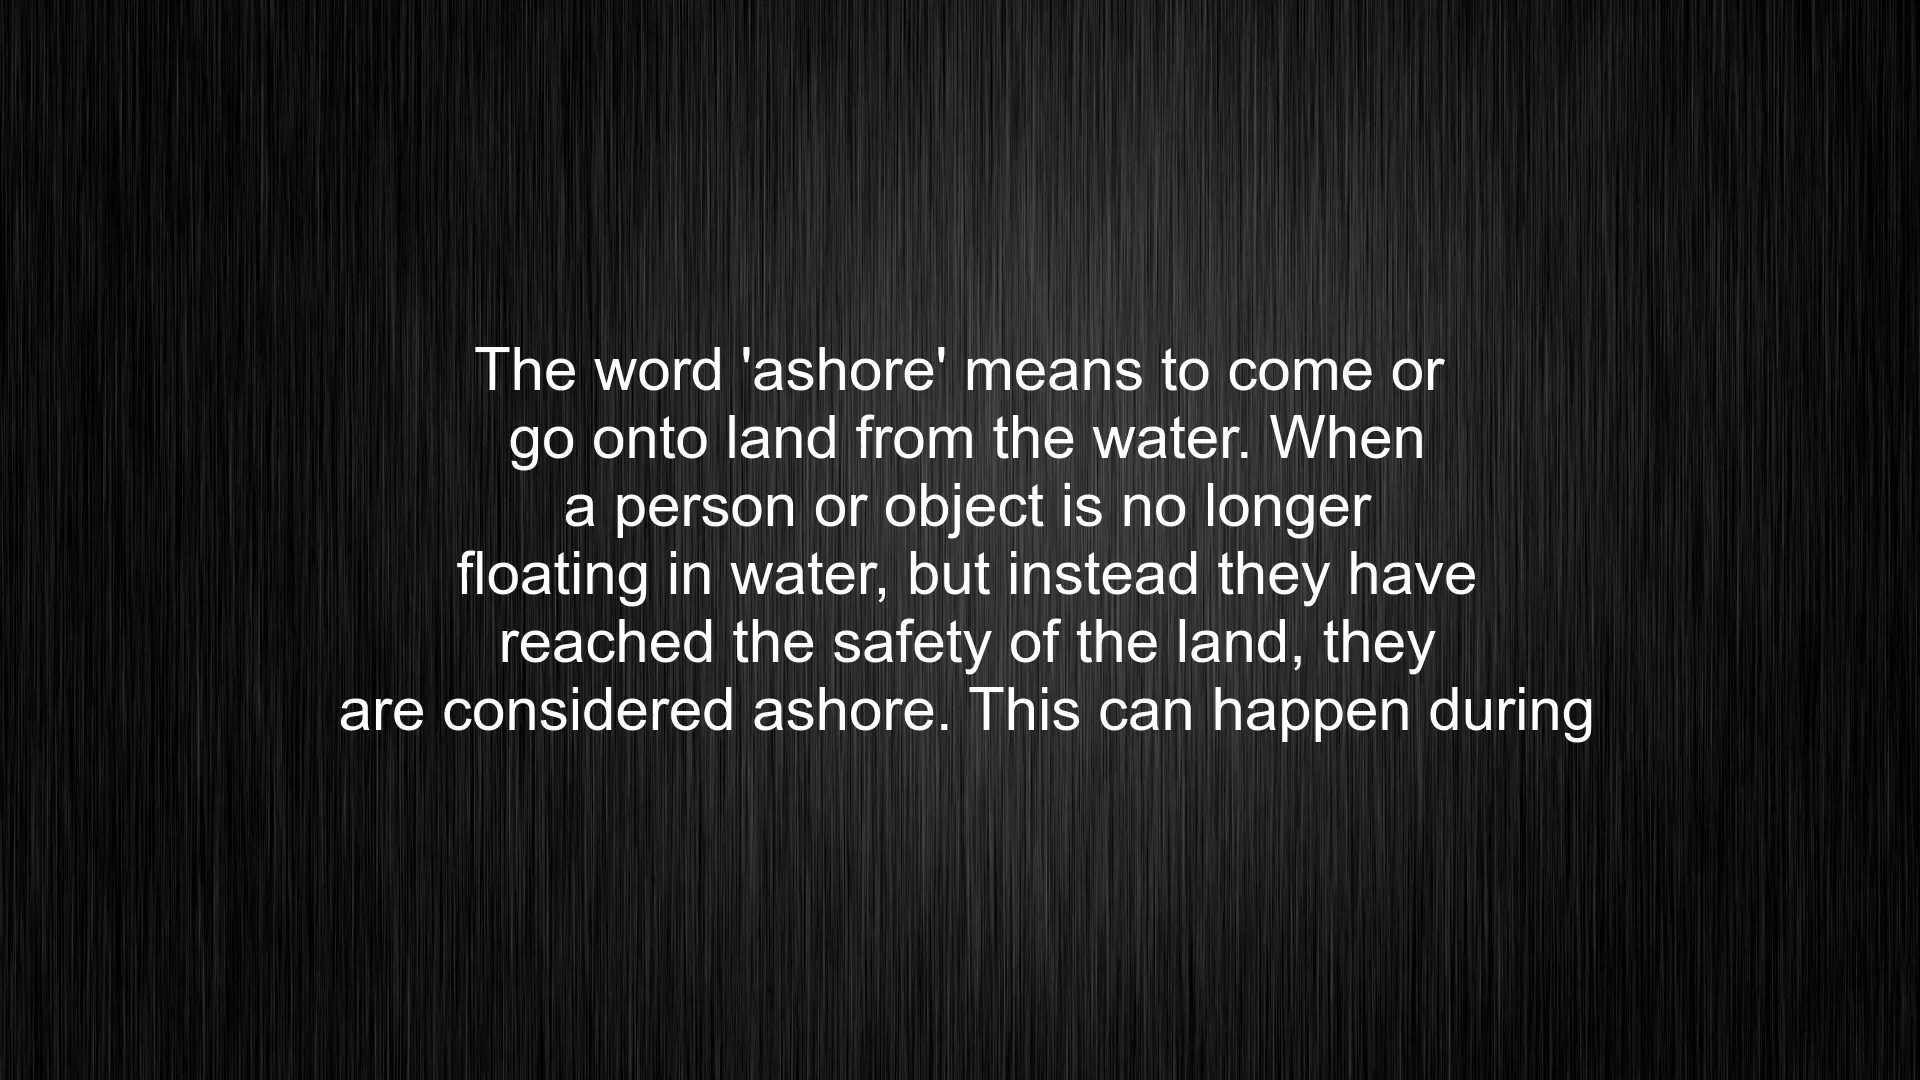 The word 'ashore' means to come or
go onto land from the water. When
a person or object is no longer
floating in water, but instead they have
reached the safety of the land, they
are considered ashore. This can happen during